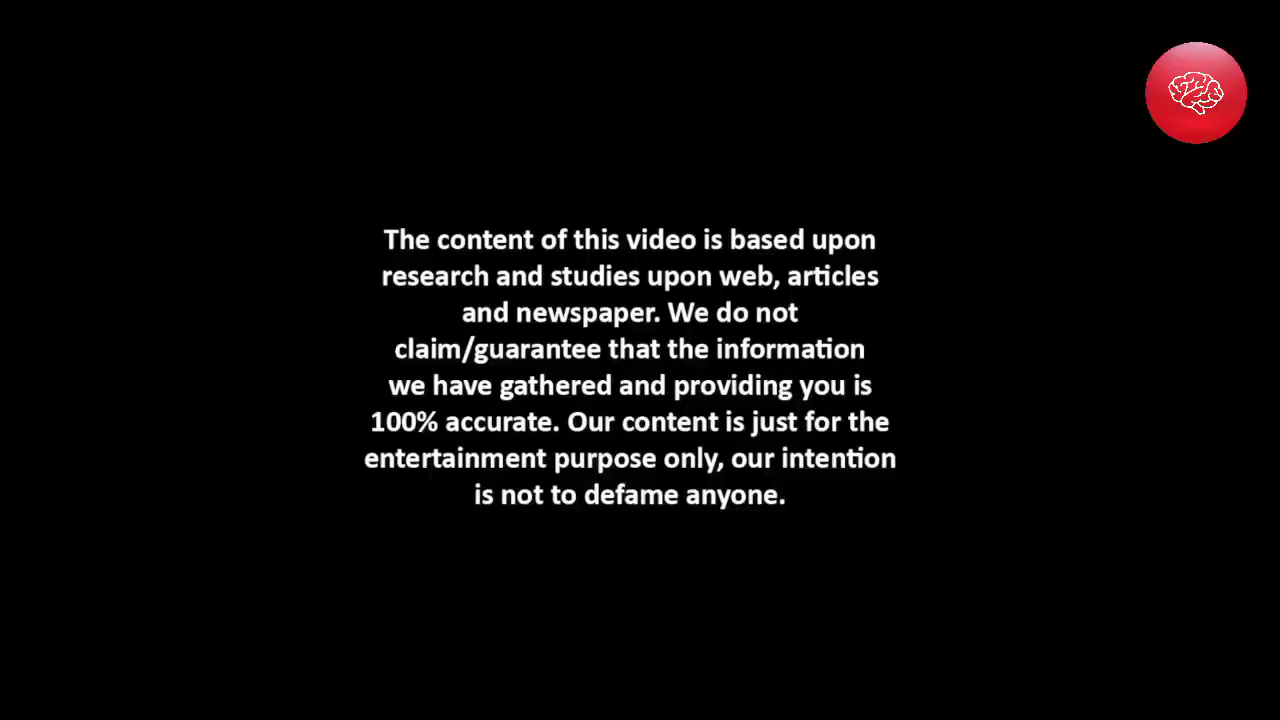 The content of this video is based upon
research and studies upon web, articles
and newspaper. We do not
claim/guarantee that the information
we have gathered and providing you is
100% accurate. Our content is just for the
entertainment purpose only, our intention
is not to defame anyone.